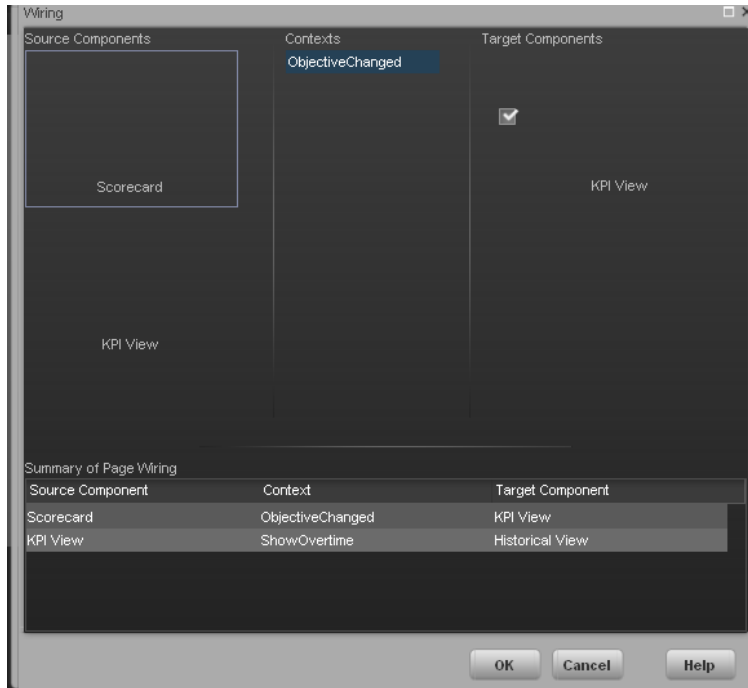 Wiring
Source Components Contexts Target Components
ObjectiveChanged
Scorecard KPI View
KPI View
Summary of Page Wiring
Source Component Context Target Component
Scorecard ObjectiveChanged KPI View
KPI View ShowOvertime Historical View
OK Cancel Help